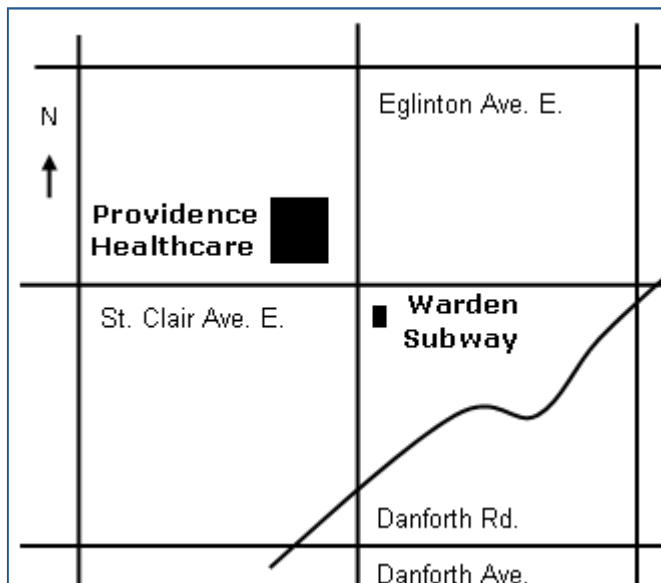 Eglinton Ave. E.
N
Providence
Healthcare
St. Clair Ave. E.
Warden
Subway
Danforth Rd.
Danforth Ave.